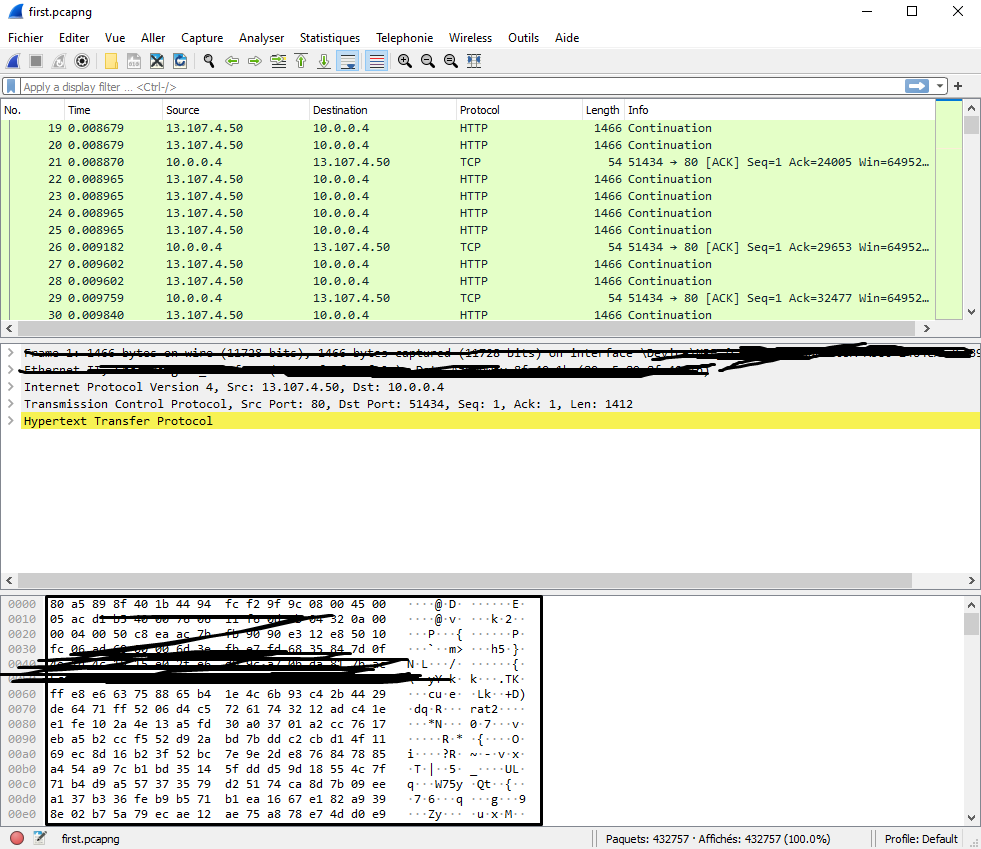 first.pcapng
Fichier Editer Vue Aller Capture Analyser Statistiques Telephonie Wireless Outils Aide
Apply a display filter … <Ctrl-/>
No. Time Source Destination Protocol Length Info
19 0.008679 13.107.4.50 10.0.0.4 HTTP 1466 Continuation
20 0.008679 13.107.4.50 10.0.0.4 HTTP 1466 Continuation
21 0.008870 10.0.0.4 13.107.4.50 TCP 54 51434 → 80 [ACK] Seq=1 Ack=24005 Win=64952…
22 0.008965 13.107.4.50 10.0.0.4 HTTP 1466 Continuation
23 0.008965 13.107.4.50 10.0.0.4 HTTP 1466 Continuation
24 0.008965 13.107.4.50 10.0.0.4 HTTP 1466 Continuation
25 0.008965 13.107.4.50 10.0.0.4 HTTP 1466 Continuation
26 0.009182 10.0.0.4 13.107.4.50 TCP 54 51434 → 80 [ACK] Seq=1 Ack=29653 Win=64952…
27 0.009602 13.107.4.50 10.0.0.4 HTTP 1466 Continuation
28 0.009602 13.107.4.50 10.0.0.4 HTTP 1466 Continuation
29 0.009759 10.0.0.4 13.107.4.50 TCP 54 51434 → 80 [ACK] Seq=1 Ack=32477 Win=64952…
30 0.009840 13.107.4.50 10.0.0.4 HTTP 1466 Continuation
Frame 1: 1466 bytes on wire (11728 bits), 1466 bytes captured (11728 bits) on interface
Ethernet
Internet Protocol Version 4, Src: 13.107.4.50, Dst: 10.0.0.4
Transmission Control Protocol, Src Port: 80, Dst Port: 51434, Seq: 1, Ack: 1, Len: 1412
Hypertext Transfer Protocol
0000 80 a5 89 8f 40 1b 44 94 fc f2 9f 9c 08 00 45 00 ····@·D· ······E·
0010 05 ac 04 32 0a 00 ····@·v· ···k·2··
0020 00 04 00 50 c8 ea ac 7b 90 90 e3 12 e8 50 10 ···P···{ ······P·
0030 fc 06 68 35 84 7d 0f ··`··m>· ···h5·}·
0040
0060 ff e8 e6 63 75 88 65 b4 1e 4c 6b 93 c4 2b 44 29 ···cu·e· ·Lk··+D)
0070 de 64 71 ff 52 06 d4 c5 72 61 74 32 12 ad c4 1e ·dq·R··· rat2····
0080 e1 fe 10 2a 4e 13 a5 fd 30 a0 37 01 a2 cc 76 17 ···*N··· 0·7···v·
0090 eb a5 b2 cc f5 52 d9 2a bd 7b dd c2 cb d1 4f 11 ·····R·* ·{····O·
00a0 69 ec 8d 16 b2 3f 52 bc 7e 9e 2d e8 76 84 78 85 i····?R· ~·-·v·x·
00b0 a4 54 a9 7c b1 bd 35 14 5f dd d5 9d 18 55 4c 7f ·T·|··5· _····UL·
00c0 71 b4 d9 a5 57 37 35 79 d2 51 74 ca 8d 7b 09 ee q···W75y ·Qt··{··
00d0 a1 37 b3 36 fe b9 b5 71 b1 ea 16 67 e1 82 a9 39 ·7·6···q ···g···9
00e0 8e 02 b7 5a 79 ec ae 12 ae 75 a8 78 e7 4d d0 e9 ···Zy··· ·u·x·M··
first.pcapng Paquets: 432757 · Affichés: 432757 (100.0%) Profile: Default